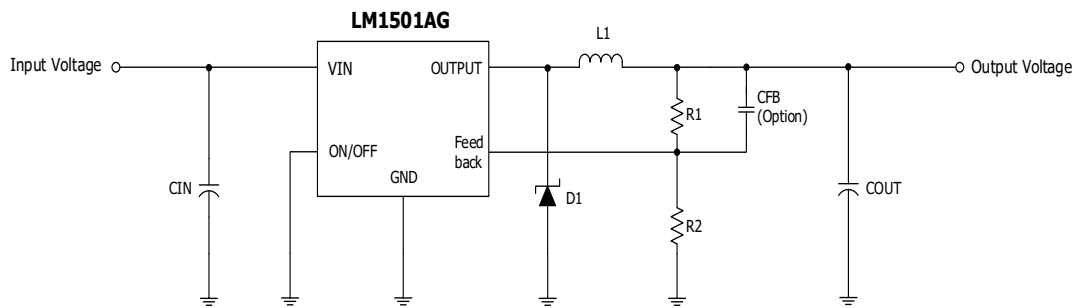 LM1501AG
L1
Input Voltage
VIN
OUTPUT
Output Voltage
R1
CFB
(Option)
ON/OFF
Feed
back
GND
CIN
D1
R2
COUT